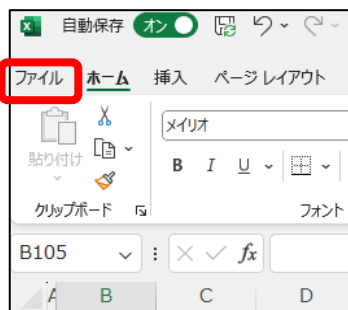 自動保存 オン
ファイル ホーム 挿入 ページ レイアウト
メイリオ
貼り付け
B I U
クリップボード フォント
B105 fx
A B C D